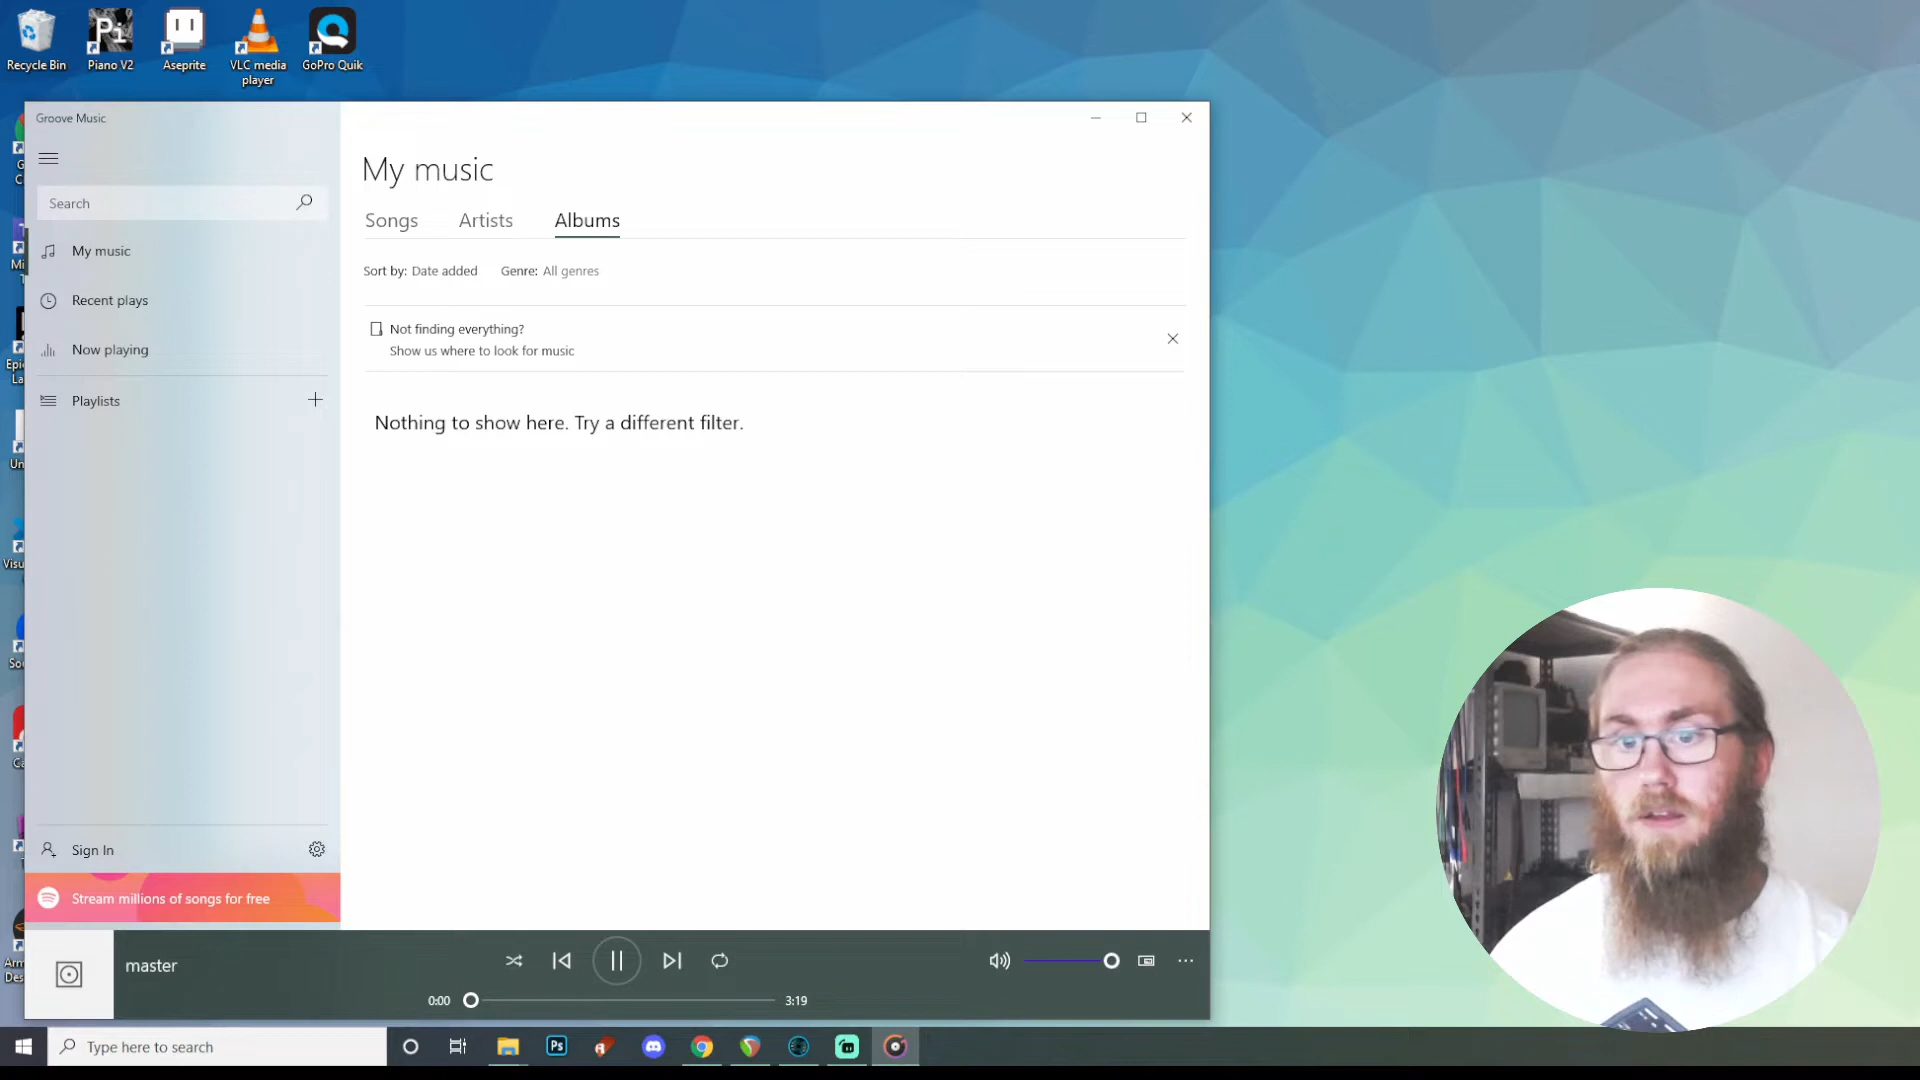 Recycle Bin
Piano V2
Aseprite
VLC media
player
GoPro Quik
Groove Music
Search
My music
Recent plays
Now playing
Playlists
Sign In
Stream millions of songs for free
My music
Songs
Artists
Albums
Sort by: Date added
Genre: All genres
Not finding everything?
Show us where to look for music
Nothing to show here. Try a different filter.
master
0:00
3:19
Pi
Ps
Type here to search